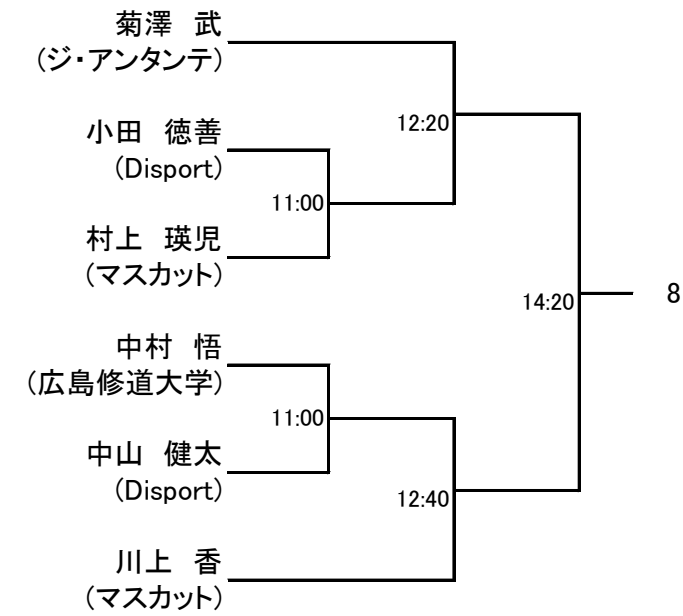 菊澤　武
(ジ・アンタンテ)
12:20
小田　徳善
(Disport)
11:00
村上　瑛児
(マスカット)
14:20
8
中村　悟
(広島修道大学)
11:00
中山　健太
(Disport)
12:40
川上　香
(マスカット)